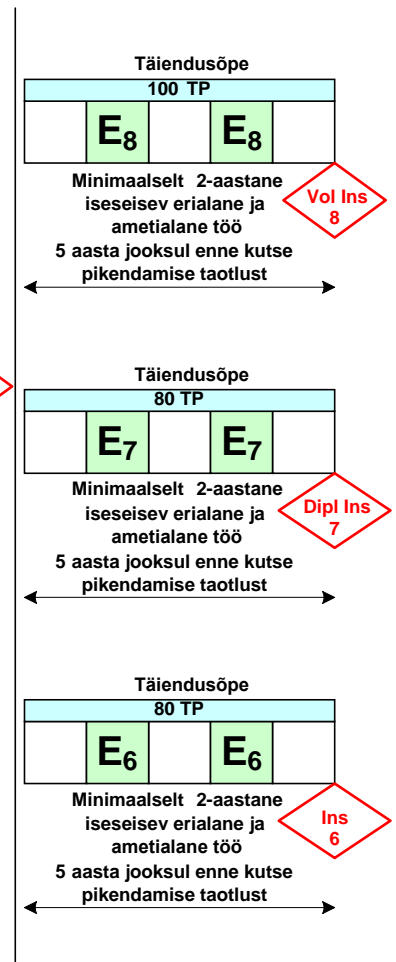 Täiendusõpe
100 TP
E8 E8
Minimaalselt 2-aastane
iseseisev erialane ja
ametialane töö
5 aasta jooksul enne kutse
pikendamise taotlust
Vol Ins
8
Täiendusõpe
80 TP
E7 E7
Minimaalselt 2-aastane
iseseisev erialane ja
ametialane töö
5 aasta jooksul enne kutse
pikendamise taotlust
Dipl Ins
7
Täiendusõpe
80 TP
E6 E6
Minimaalselt 2-aastane
iseseisev erialane ja
ametialane töö
5 aasta jooksul enne kutse
pikendamise taotlust
Ins
6